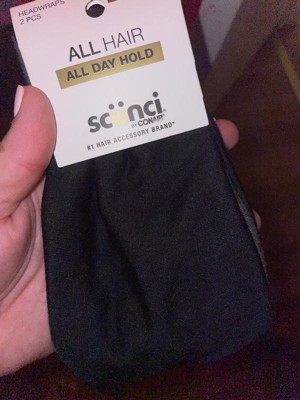 HEADWRAPS
2 PCS
ALL HAIR
ALL DAY HOLD
scünci
BY CONAIR®
#1 HAIR ACCESSORY BRAND*